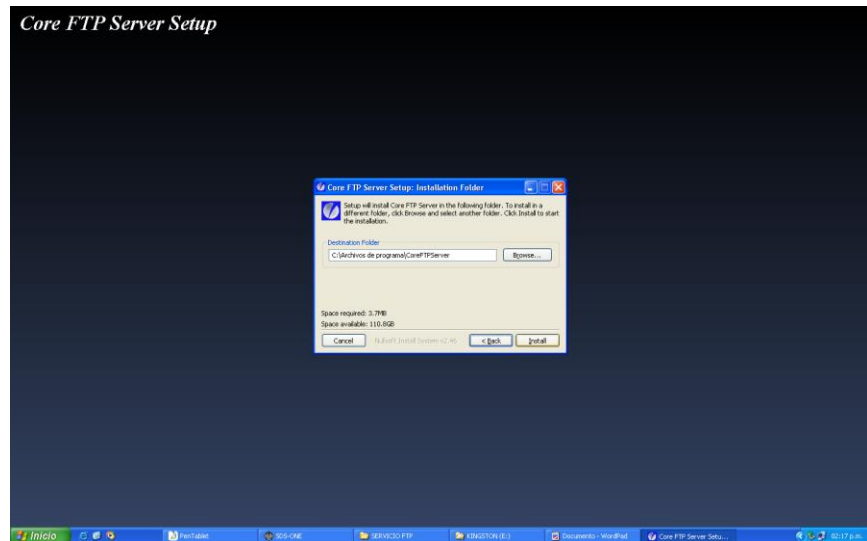 Core FTP Server Setup
Core FTP Server Setup: Installation Folder
Setup will install Core FTP Server in the following folder. To install in a
different folder, click Browse and select another folder. Click Install to start
the installation.
Destination Folder
C:\Archivos de programa\CoreFTPServer
Browse...
Space required: 3.7MB
Space available: 110.8GB
Cancel
Nullsoft Install System v2.46
< Back
Install
Inicio
PenTablet
SDS-ONE
SERVICIO FTP
KINGSTON (E:)
Documento - WordPad
Core FTP Server Setu...
02:17 p.m.